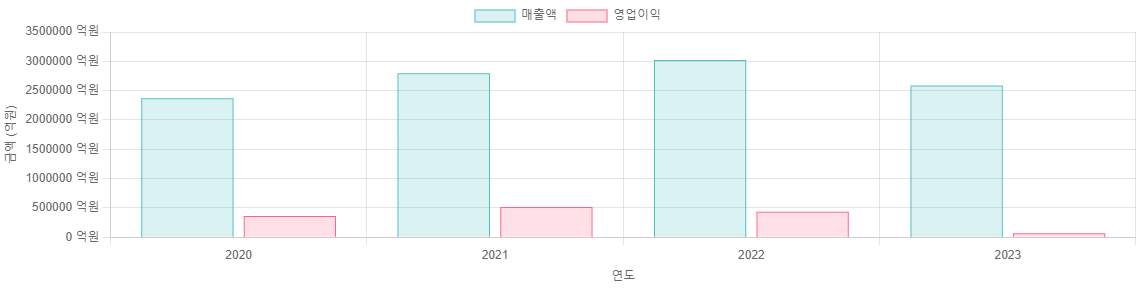 매출액 영업이익
3500000 억원
3000000 억원
2500000 억원
2000000 억원
1500000 억원
1000000 억원
500000 억원
0 억원
금액 (억원)
2020 2021 2022 2023
연도